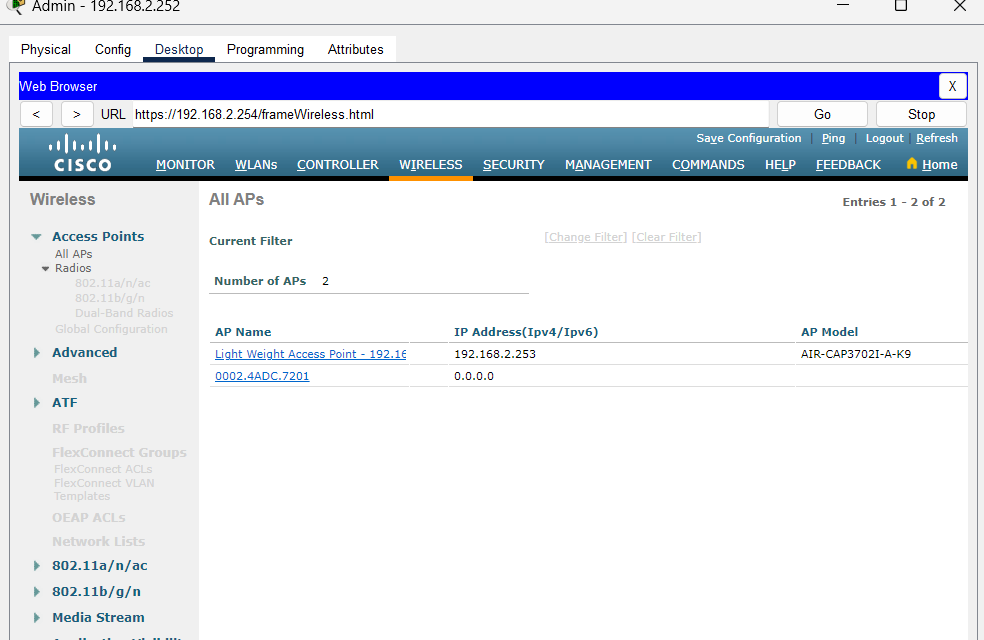 Admin - 192.168.2.252
Physical Config Desktop Programming Attributes
Web Browser X
< > URL https://192.168.2.254/frameWireless.html Go Stop
Save Configuration | Ping | Logout | Refresh
CISCO MONITOR WLANs CONTROLLER WIRELESS SECURITY MANAGEMENT COMMANDS HELP FEEDBACK Home
Wireless
Access Points
All APs
Radios
802.11a/n/ac
802.11b/g/n
Dual-Band Radios
Global Configuration
Advanced
Mesh
ATF
RF Profiles
FlexConnect Groups
FlexConnect ACLs
FlexConnect VLAN
Templates
OEAP ACLs
Network Lists
802.11a/n/ac
802.11b/g/n
Media Stream
All APs Entries 1 - 2 of 2
Current Filter [Change Filter] [Clear Filter]
Number of APs 2
AP Name IP Address(Ipv4/Ipv6) AP Model
Light Weight Access Point - 192.16 192.168.2.253 AIR-CAP3702I-A-K9
0002.4ADC.7201 0.0.0.0